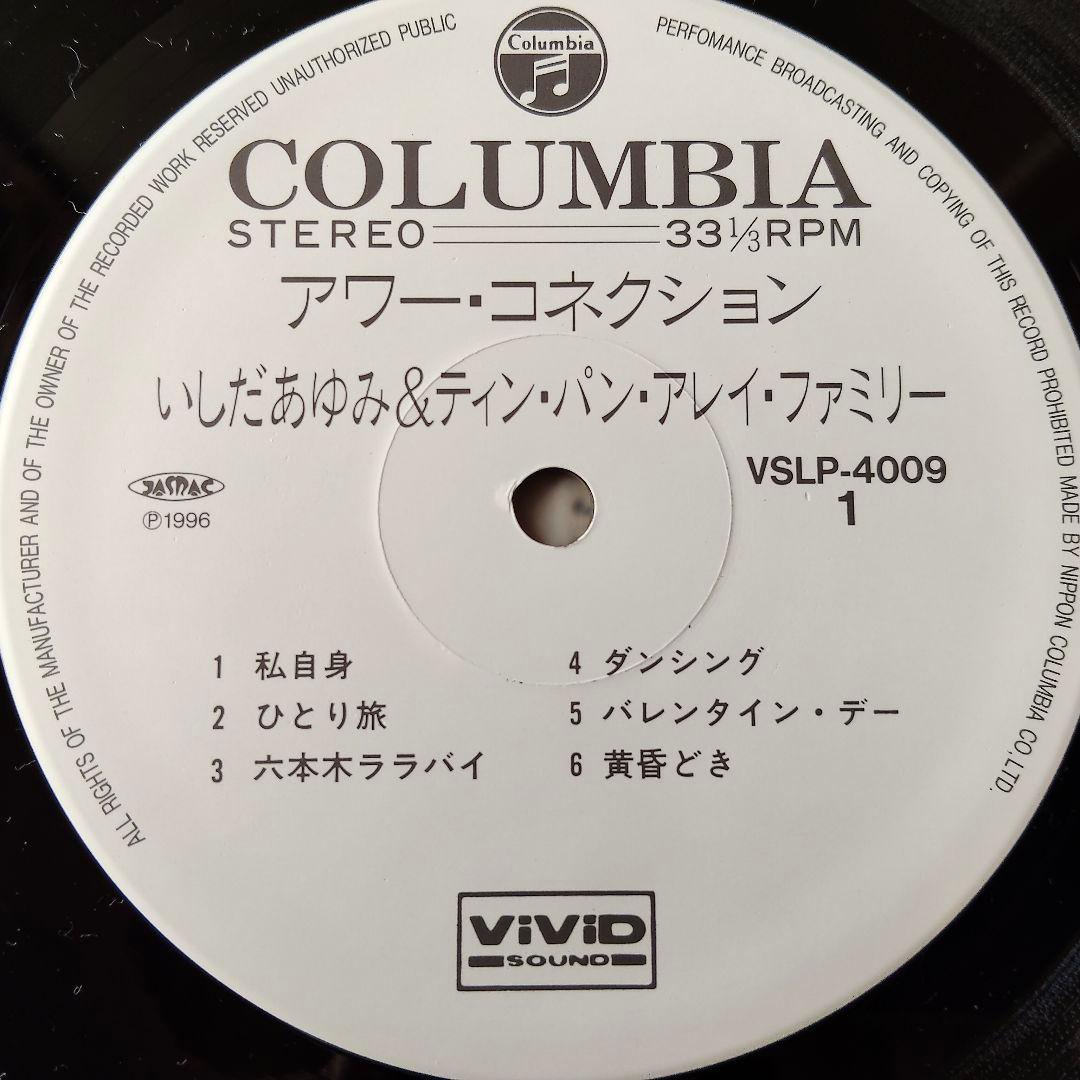 ALL RIGHTS OF THE MANUFACTURER AND OF THE OWNER OF THE RECORDED WORK RESERVED UNAUTHORIZED PUBLIC
PERFOMANCE BROADCASTING AND COPYING OF THIS RECORD PROHIBITED MADE BY NIPPON COLUMBIA CO.,LTD.
Columbia
COLUMBIA
STEREO 33⅓RPM
アワー・コネクション
いしだあゆみ&ティン・パン・アレイ・ファミリー
JASRAC
Ⓟ1996
VSLP-4009
1
1 私自身
2 ひとり旅
3 六本木ララバイ
4 ダンシング
5 バレンタイン・デー
6 黄昏どき
ViViD
SOUND